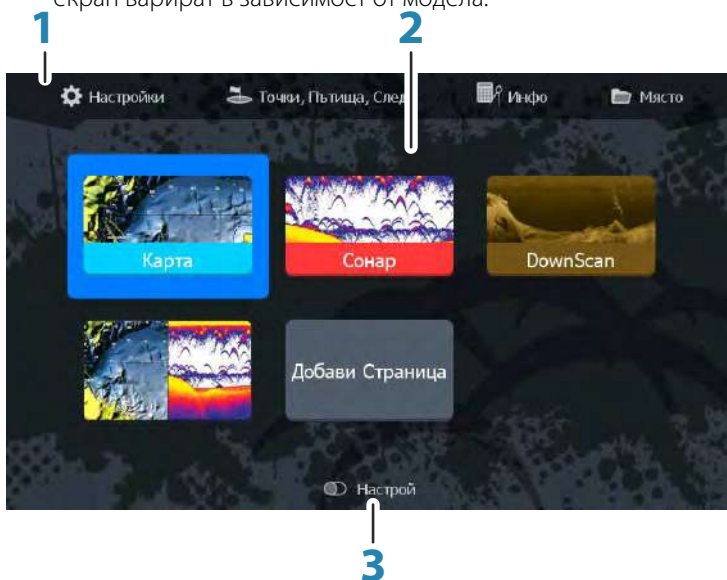 екран варират в зависимост от модела.
1 2
Настройки Точки, Пътища, След Инфо Място
Карта Сонар DownScan
Добави Страница
Настрой
3